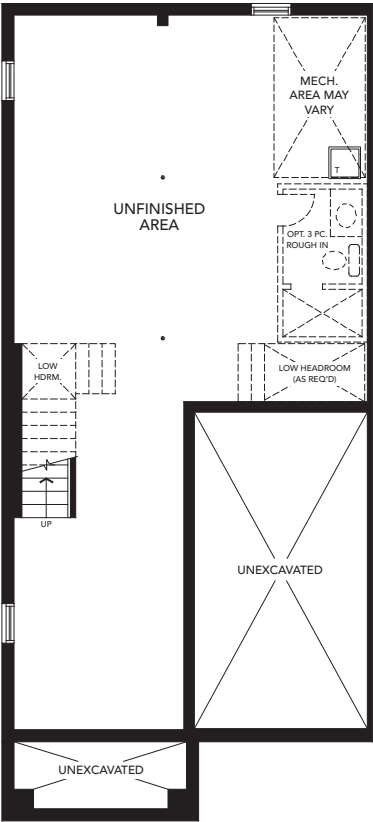 MECH.
AREA MAY
VARY
T
UNFINISHED
AREA
OPT. 3 PC.
ROUGH IN
LOW
HDRM.
LOW HEADROOM
(AS REQ'D)
UP
UNEXCAVATED
UNEXCAVATED